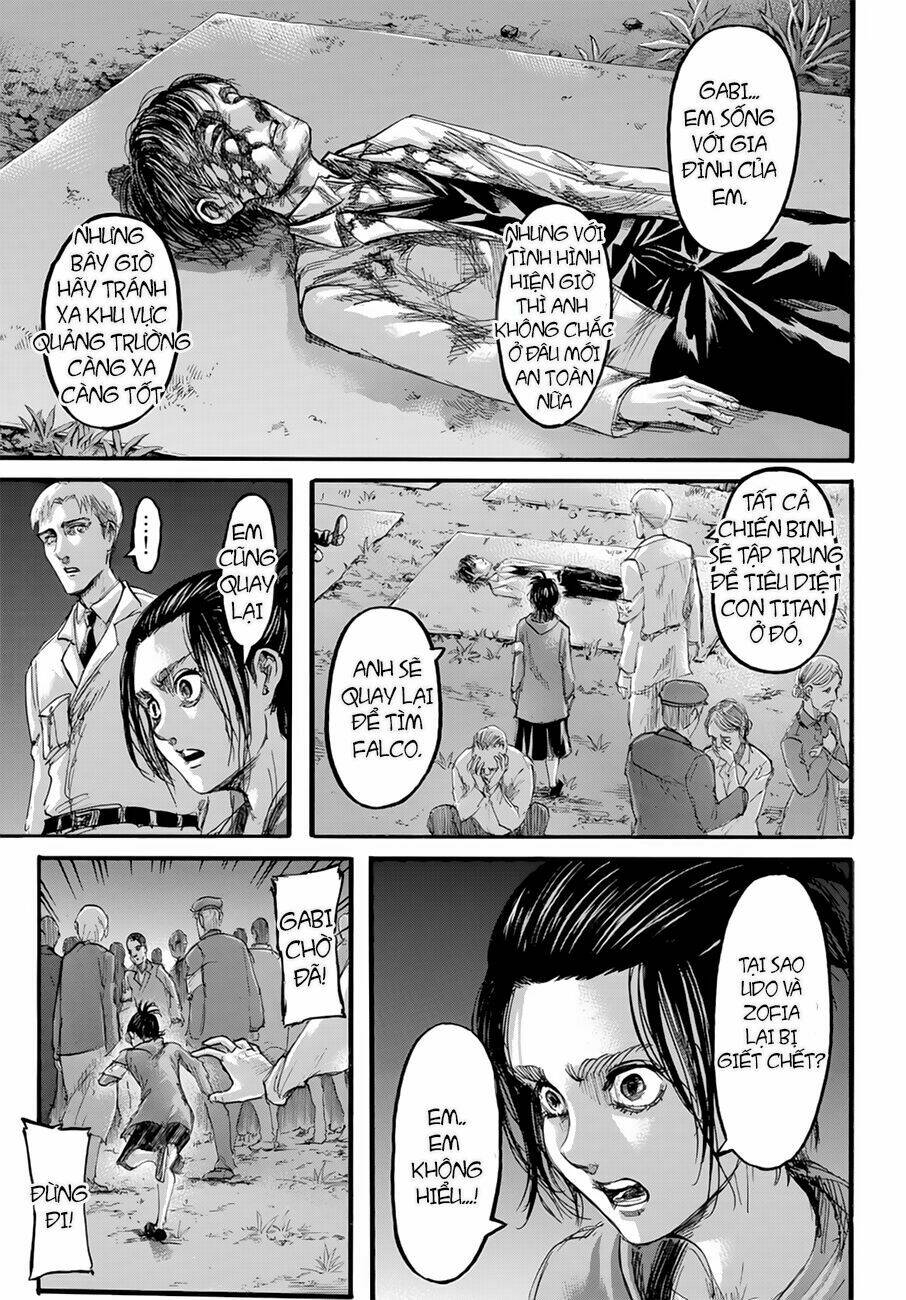 GABI...
EM SỐNG
VỚI GIA
ĐÌNH CỦA
EM.
NHƯNG VỚI
TÌNH HÌNH
HIỆN GIỜ
THÌ ANH
KHÔNG CHẮC
Ở ĐÂU MỚI
AN TOÀN
NỮA
NHƯNG
BÂY GIỜ
HÃY TRÁNH
XA KHU VỰC
QUẢNG TRƯỜNG
CÀNG XA
CÀNG TỐT
TẤT CẢ
CHIẾN BINH
SẼ TẬP TRUNG
ĐỂ TIÊU DIỆT
CON TITAN
Ở ĐÓ,
ANH SẼ
QUAY LẠI
ĐỂ TÌM
FALCO.
EM
CŨNG
QUAY
LẠI
...!
TẠI SAO
UDO VÀ
ZOFIA
LẠI BỊ
GIẾT CHẾT?
EM..
EM
KHÔNG
HIỂU...!
GABI
CHỜ
ĐÃ!
ĐỪNG
ĐI!